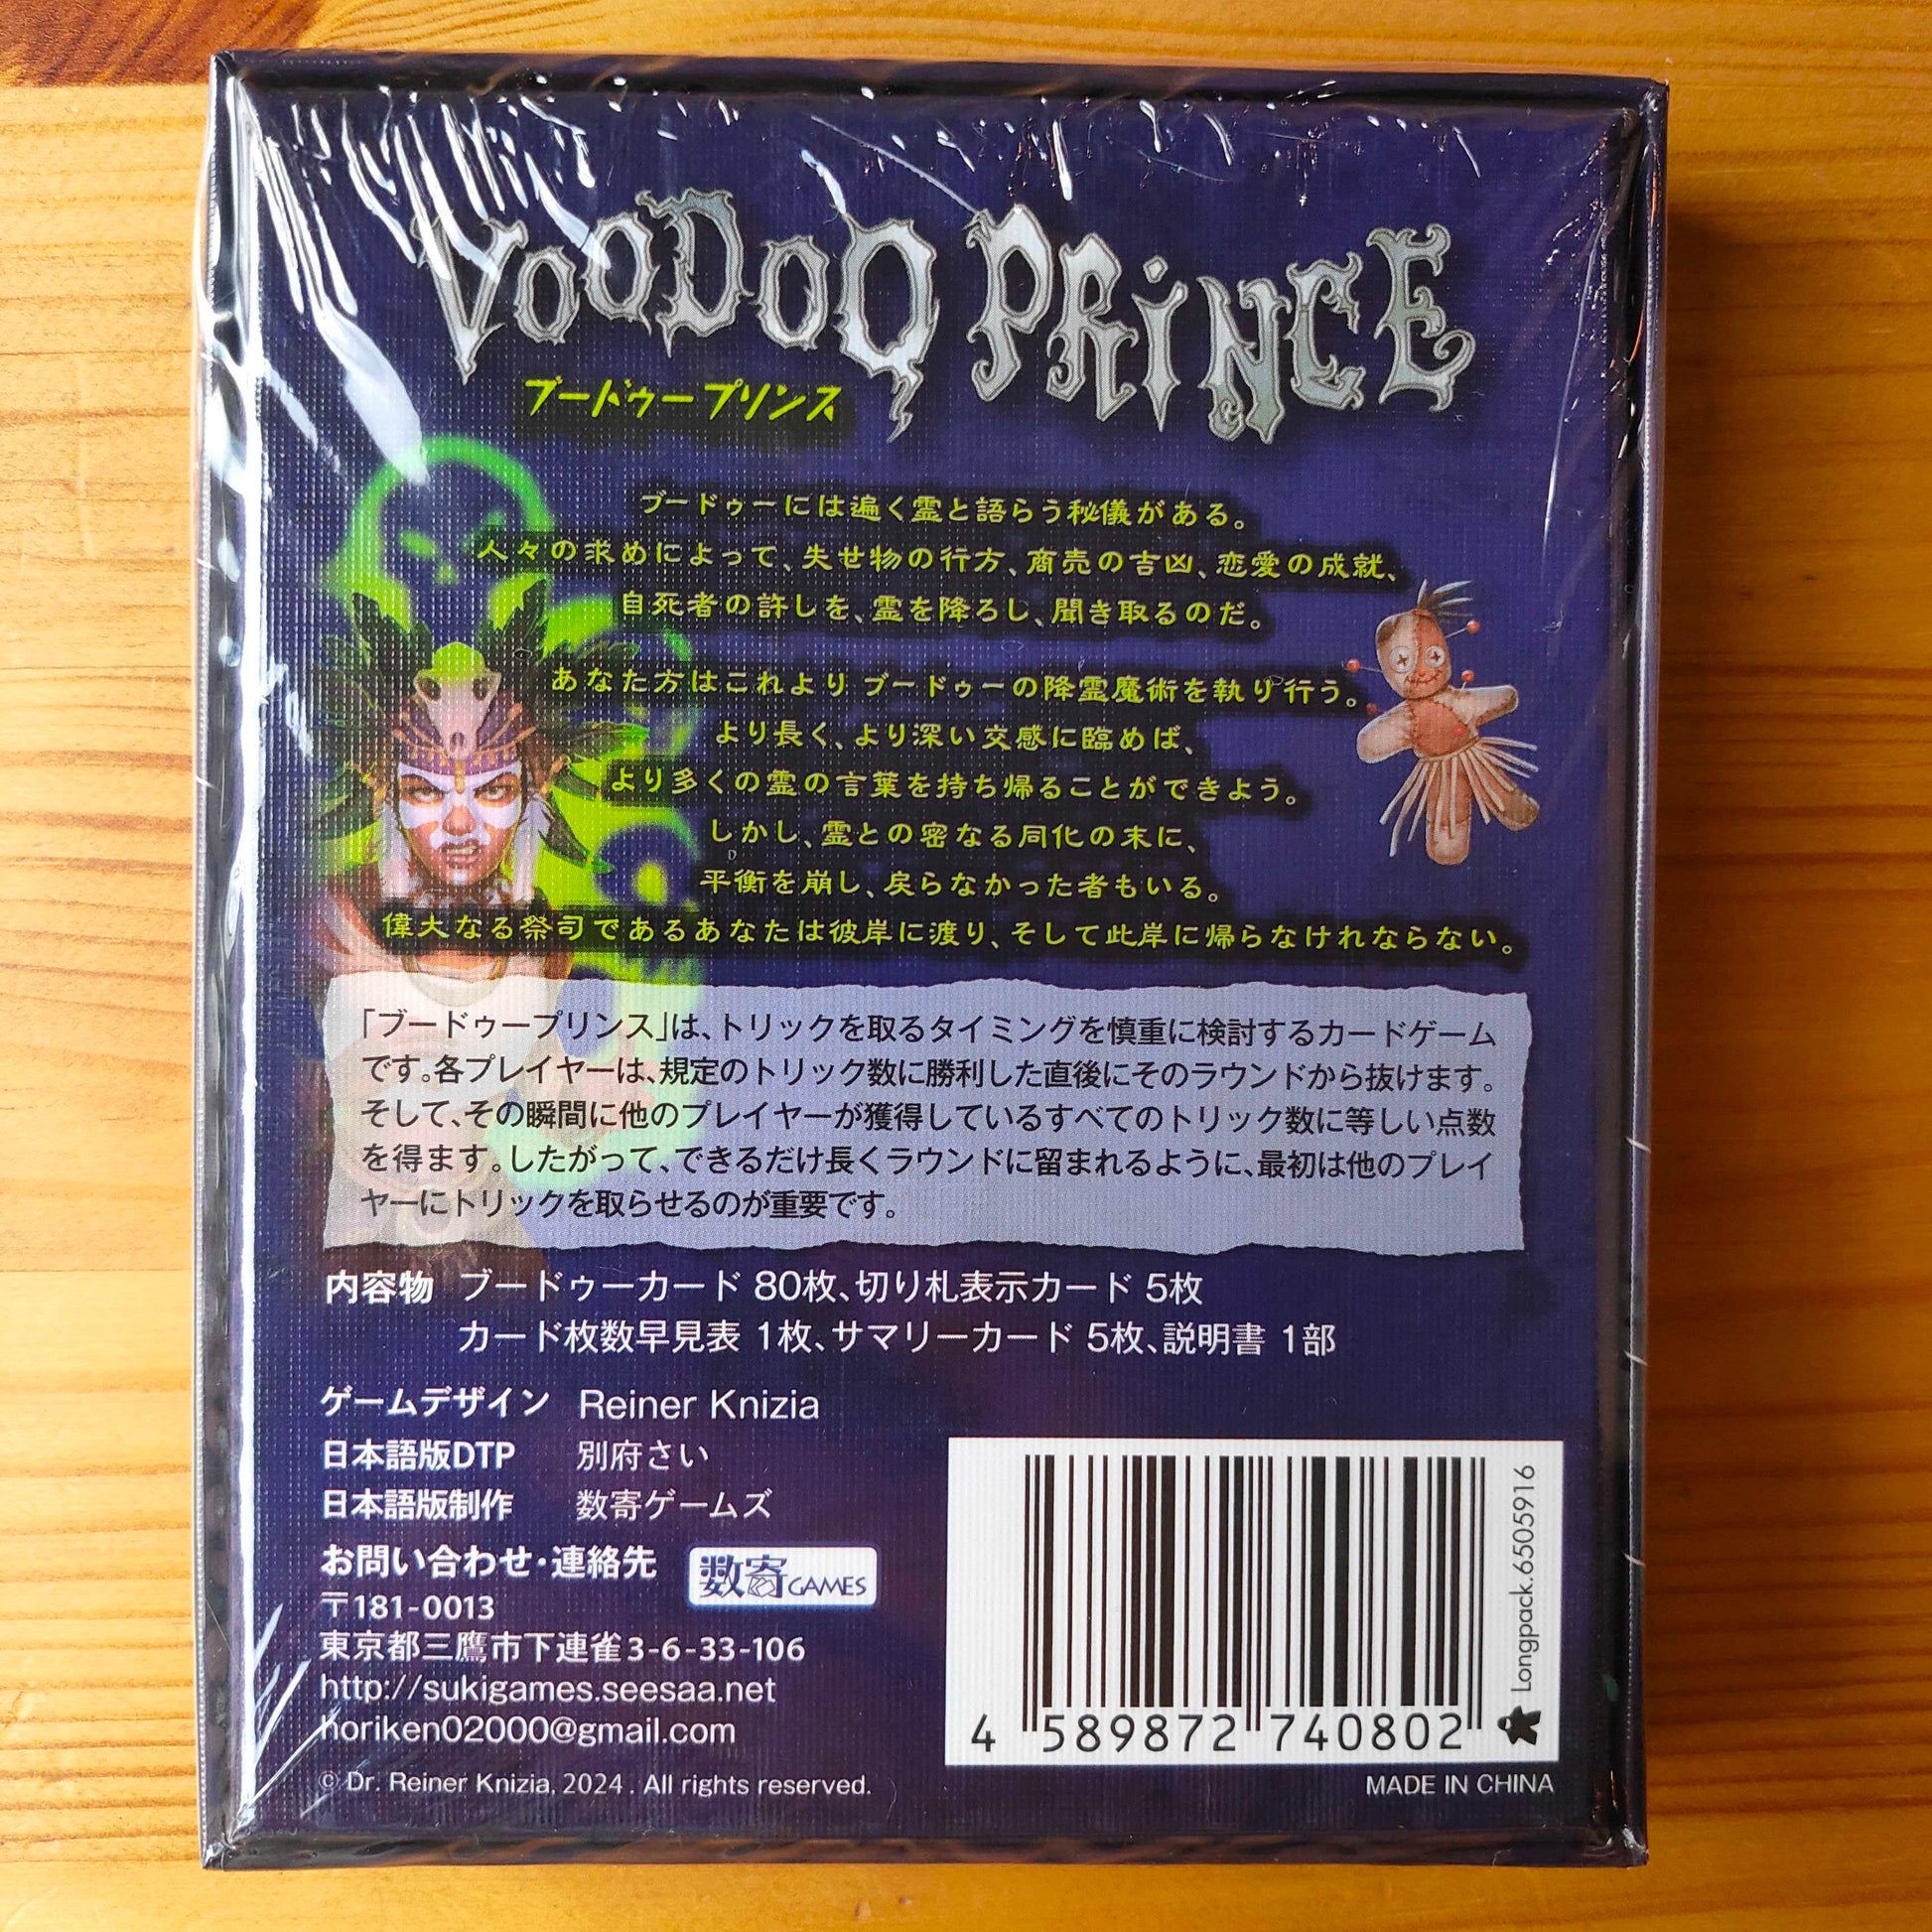 VOODOO PRINCE
ブードゥープリンス
ブードゥーには遍く霊と語らう秘儀がある。
人々の求めによって、失せ物の行方、商売の吉凶、恋愛の成就、
自死者の許しを、霊を降ろし、聞き取るのだ。
あなた方はこれより ブードゥーの降霊魔術を執り行う。
より長く、より深い交感に臨めば、
より多くの霊の言葉を持ち帰ることができよう。
しかし、霊との密なる同化の末に、
平衡を崩し、戻らなかった者もいる。
偉大なる祭司であるあなたは彼岸に渡り、そして此岸に帰らなけれならない。
「ブードゥープリンス」は、トリックを取るタイミングを慎重に検討するカードゲーム
です。各プレイヤーは、規定のトリック数に勝利した直後にそのラウンドから抜けます。
そして、その瞬間に他のプレイヤーが獲得しているすべてのトリック数に等しい点数
を得ます。したがって、できるだけ長くラウンドに留まれるように、最初は他のプレイ
ヤーにトリックを取らせるのが重要です。
内容物 ブードゥーカード 80枚、切り札表示カード 5枚
カード枚数早見表 1枚、サマリーカード 5枚、説明書 1部
ゲームデザイン Reiner Knizia
日本語版DTP 別府さい
日本語版制作 数寄ゲームズ
お問い合わせ・連絡先
数寄GAMES
〒181-0013
東京都三鷹市下連雀3-6-33-106
http://sukigames.seesaa.net
horiken02000@gmail.com
© Dr. Reiner Knizia, 2024. All rights reserved.
4 589872 740802
Longpack.6505916
MADE IN CHINA